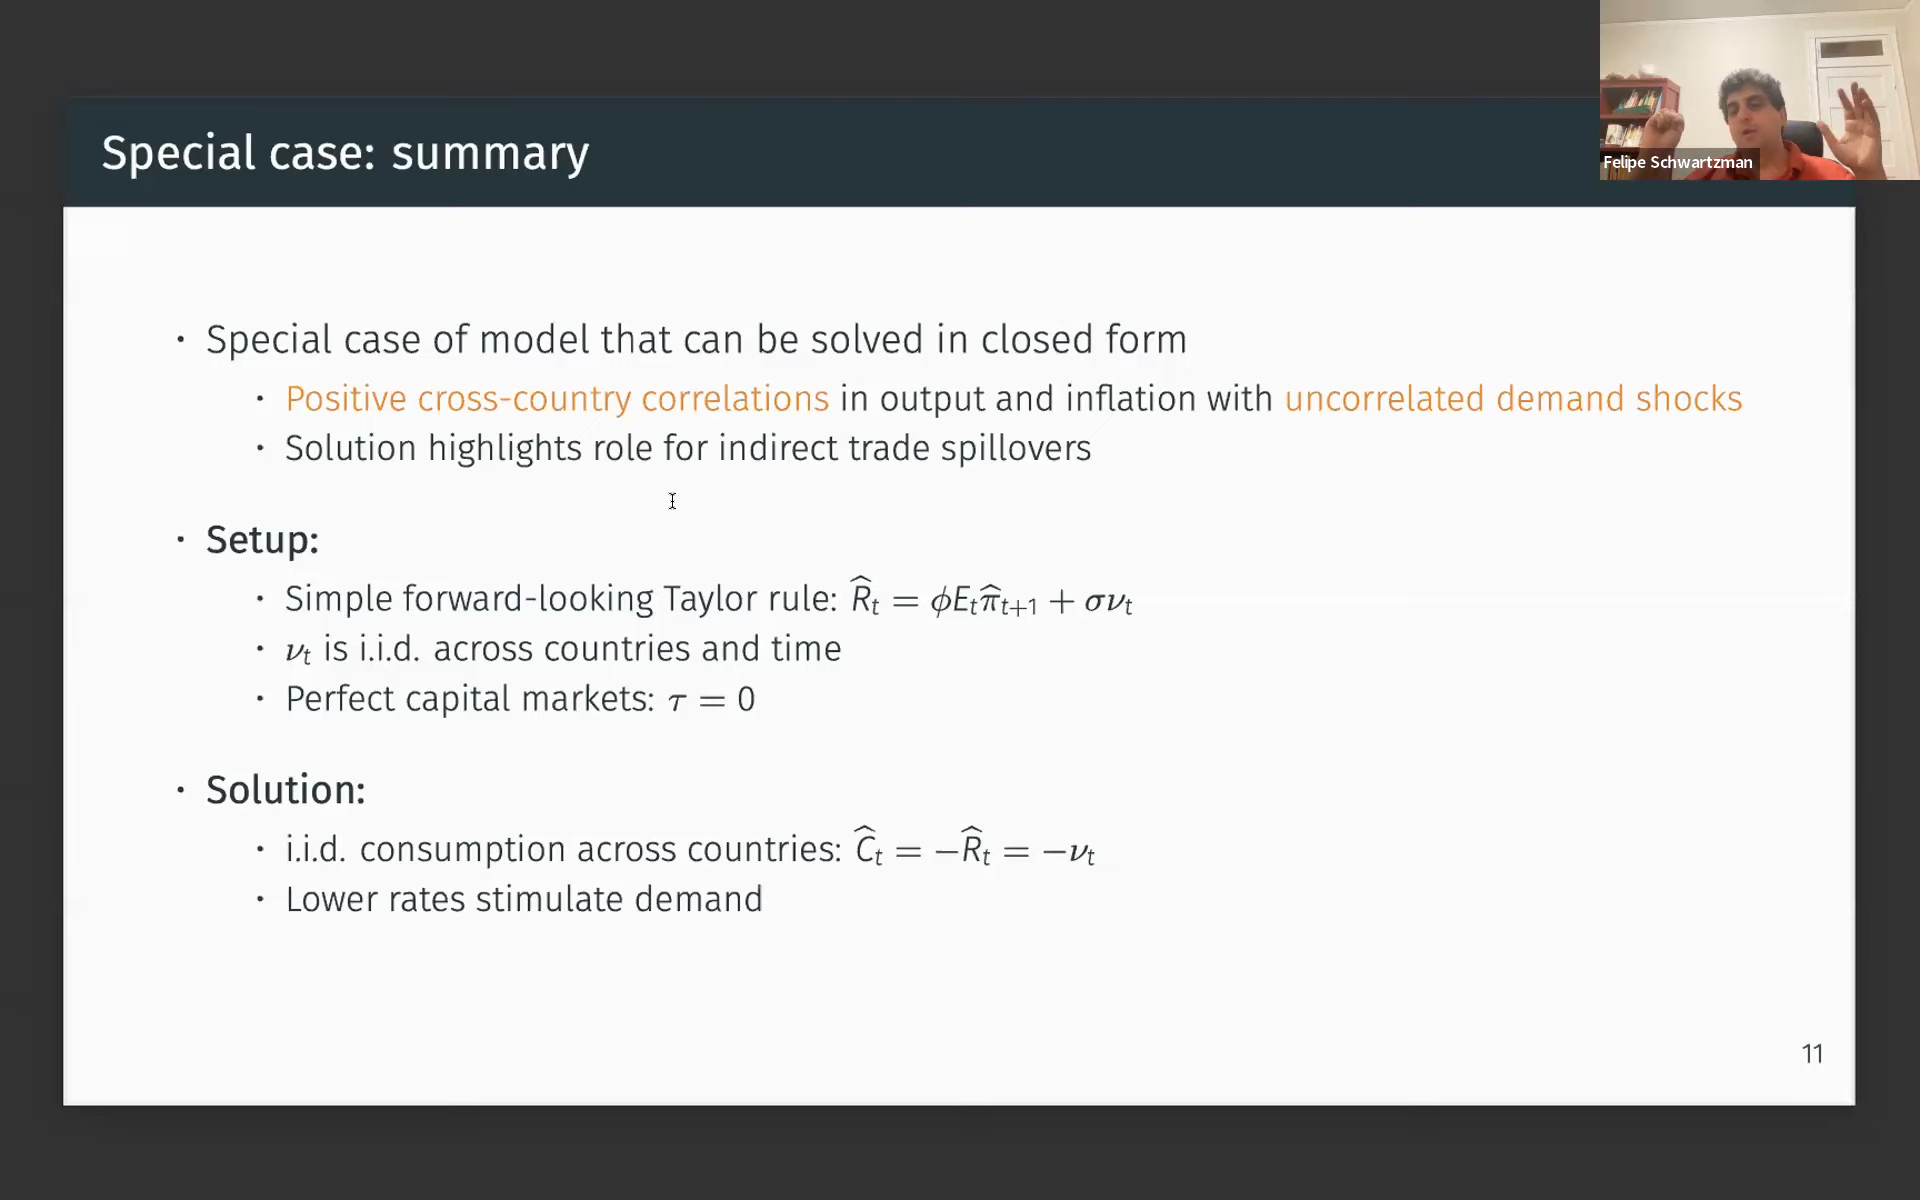 Special case: summary
Felipe Schwartzman
• Special case of model that can be solved in closed form
• Positive cross-country correlations in output and inflation with uncorrelated demand shocks
• Solution highlights role for indirect trade spillovers
• Setup:
• Simple forward-looking Taylor rule: R̂ₜ = ϕEₜπ̂ₜ₊₁ + σνₜ
• νₜ is i.i.d. across countries and time
• Perfect capital markets: τ = 0
• Solution:
• i.i.d. consumption across countries: Ĉₜ = −R̂ₜ = −νₜ
• Lower rates stimulate demand
11